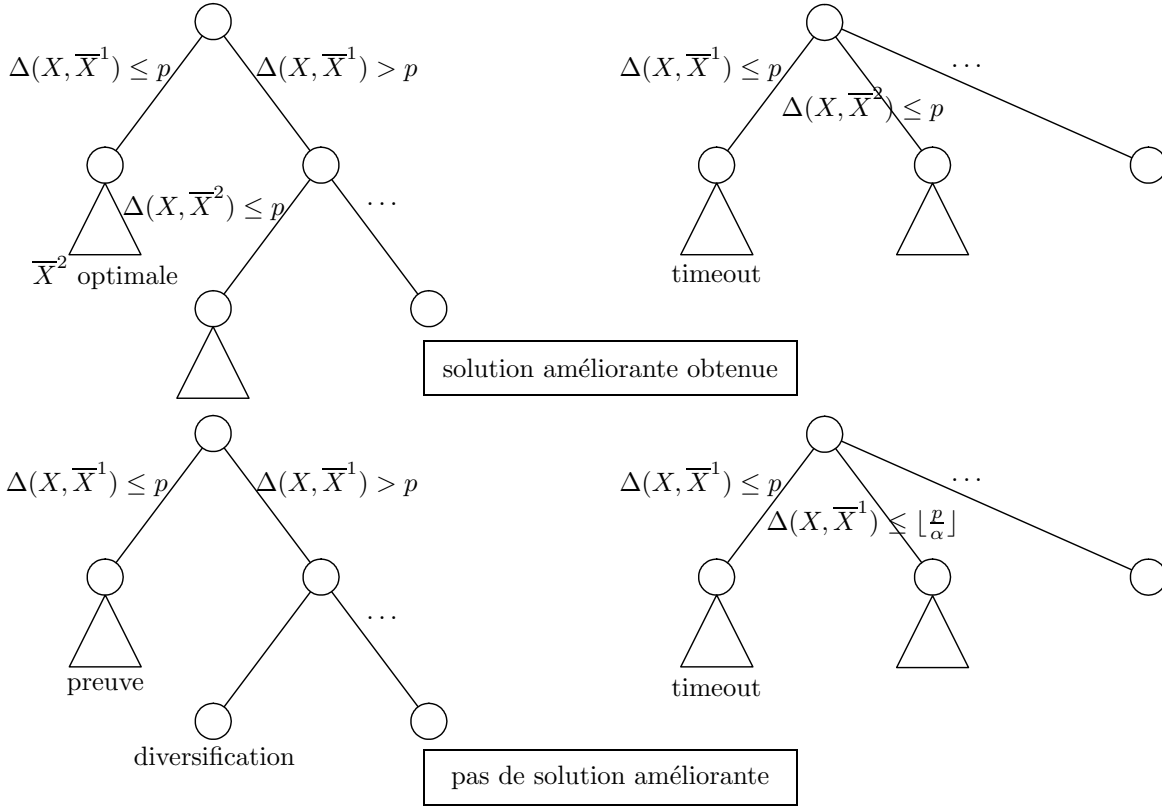 Δ(X, X̅¹) ≤ p
Δ(X, X̅¹) > p
Δ(X, X̅¹) ≤ p
...
Δ(X, X̅²) ≤ p
Δ(X, X̅²) ≤ p
...
X̅² optimale
timeout
solution améliorante obtenue
Δ(X, X̅¹) ≤ p
Δ(X, X̅¹) > p
Δ(X, X̅¹) ≤ p
...
Δ(X, X̅¹) ≤ ⌊p/α⌋
...
preuve
timeout
diversification
pas de solution améliorante